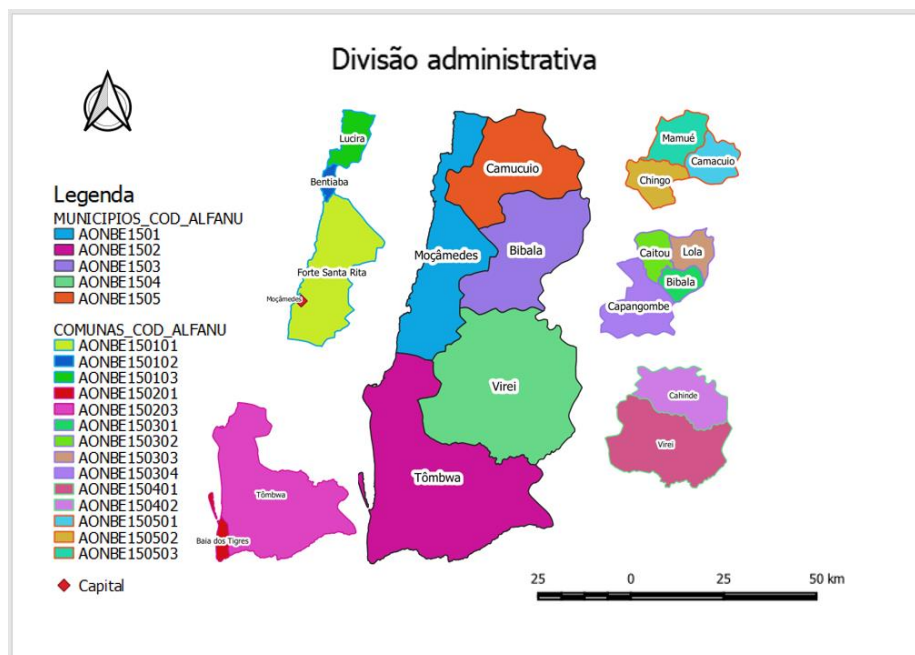 Divisão administrativa
Legenda
MUNICIPIOS_COD_ALFANU
AONBE1501
AONBE1502
AONBE1503
AONBE1504
AONBE1505
COMUNAS_COD_ALFANU
AONBE150101
AONBE150102
AONBE150103
AONBE150201
AONBE150203
AONBE150301
AONBE150302
AONBE150303
AONBE150304
AONBE150401
AONBE150402
AONBE150501
AONBE150502
AONBE150503
Capital
Lucira
Bentiaba
Forte Santa Rita
Moçâmedes
Tômbwa
Baia dos Tigres
Camucuio
Moçâmedes
Bibala
Virei
Tômbwa
Mamué
Camacuio
Chingo
Caitou
Lola
Bibala
Capangombe
Cahinde
Virei
25 0 25 50 km